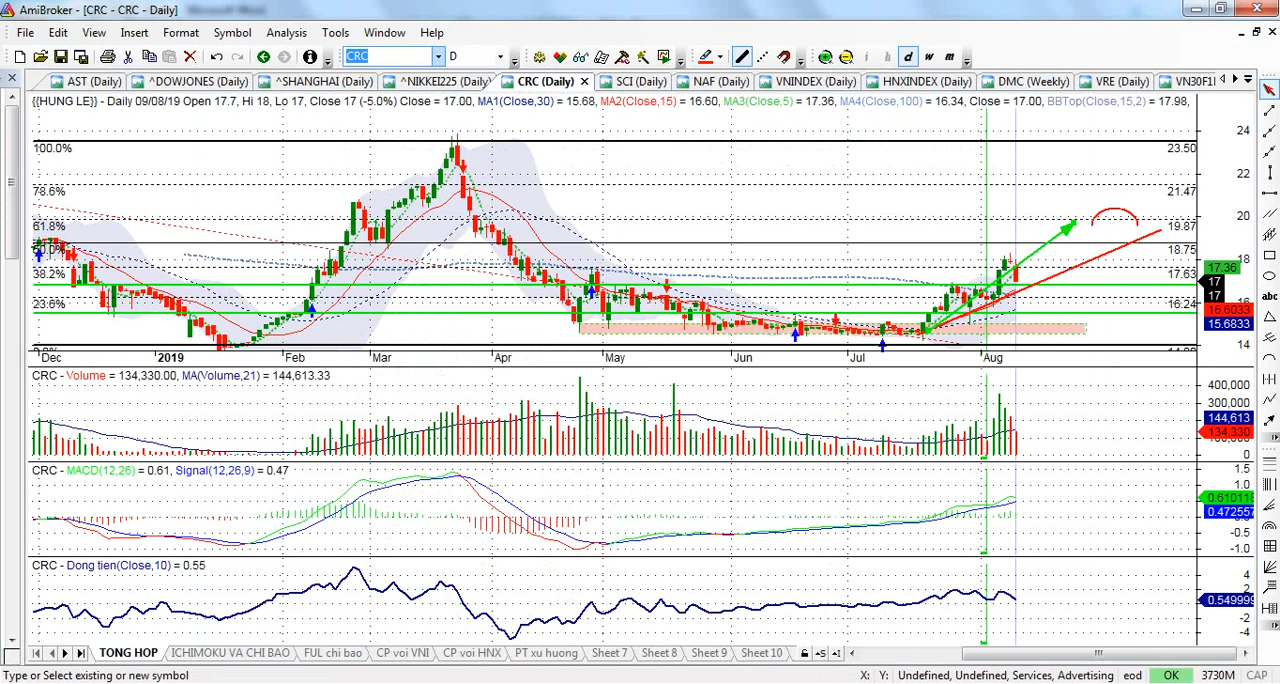 AmiBroker - [CRC - CRC - Daily]
File Edit View Insert Format Symbol Analysis Tools Window Help
CRC D i h d w m
AST (Daily) ^DOWJONES (Daily) ^SHANGHAI (Daily) ^NIKKEI225 (Daily) CRC (Daily) SCI (Daily) NAF (Daily) VNINDEX (Daily) HNXINDEX (Daily) DMC (Weekly) VRE (Daily) VN30F1I
{{HUNG LE}} - Daily 09/08/19 Open 17.7, Hi 18, Lo 17, Close 17 (-5.0%) Close = 17.00, MA1(Close,30) = 15.68, MA2(Close,15) = 16.60, MA3(Close,5) = 17.36, MA4(Close,100) = 16.34, Close = 17.00, BBTop(Close,15,2) = 17.98,
24
100.0% 23.50
22
78.6% 21.47
20
61.8% 19.87
50.0% 18.75
18
17.36
38.2% 17.63
17
17
23.6% 16.24
16
16.6033
15.6833
14
Dec 2019 Feb Mar Apr May Jun Jul Aug
CRC - Volume = 134,330.00, MA(Volume,21) = 144,613.33
400,000
300,000
144,613
134,330
0
CRC - MACD(12,26) = 0.61, Signal(12,26,9) = 0.47
1.5
1.0
0.610118
0.472557
-0.5
-1.0
CRC - Dong tien(Close,10) = 0.55
4
2
0.549999
-2
-4
TONG HOP ICHIMOKU VA CHI BAO FUL chi bao CP voi VNI CP voi HNX PT xu huong Sheet 7 Sheet 8 Sheet 9 Sheet 10
Type or Select existing or new symbol X: Y: Undefined, Undefined, Services, Advertising eod OK 3730M CAP
abc